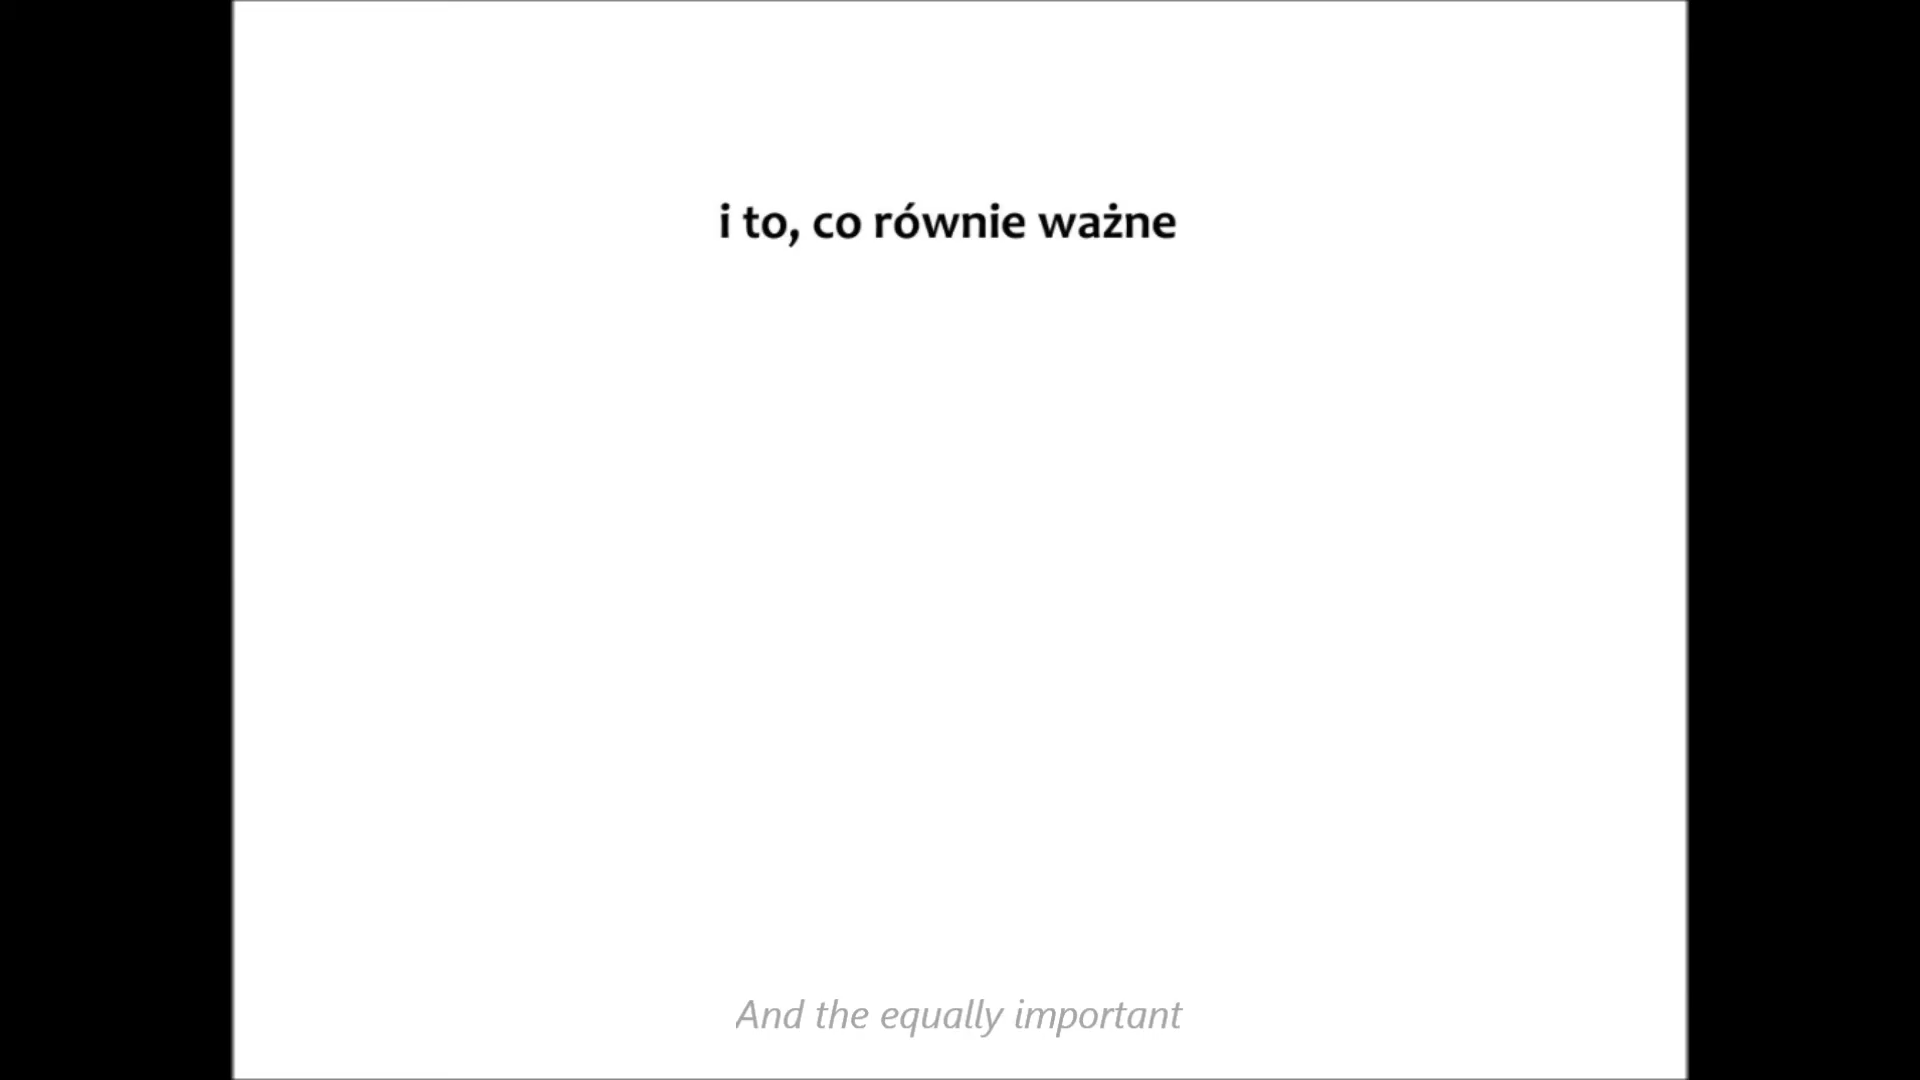 i to, co równie ważne
And the equally important